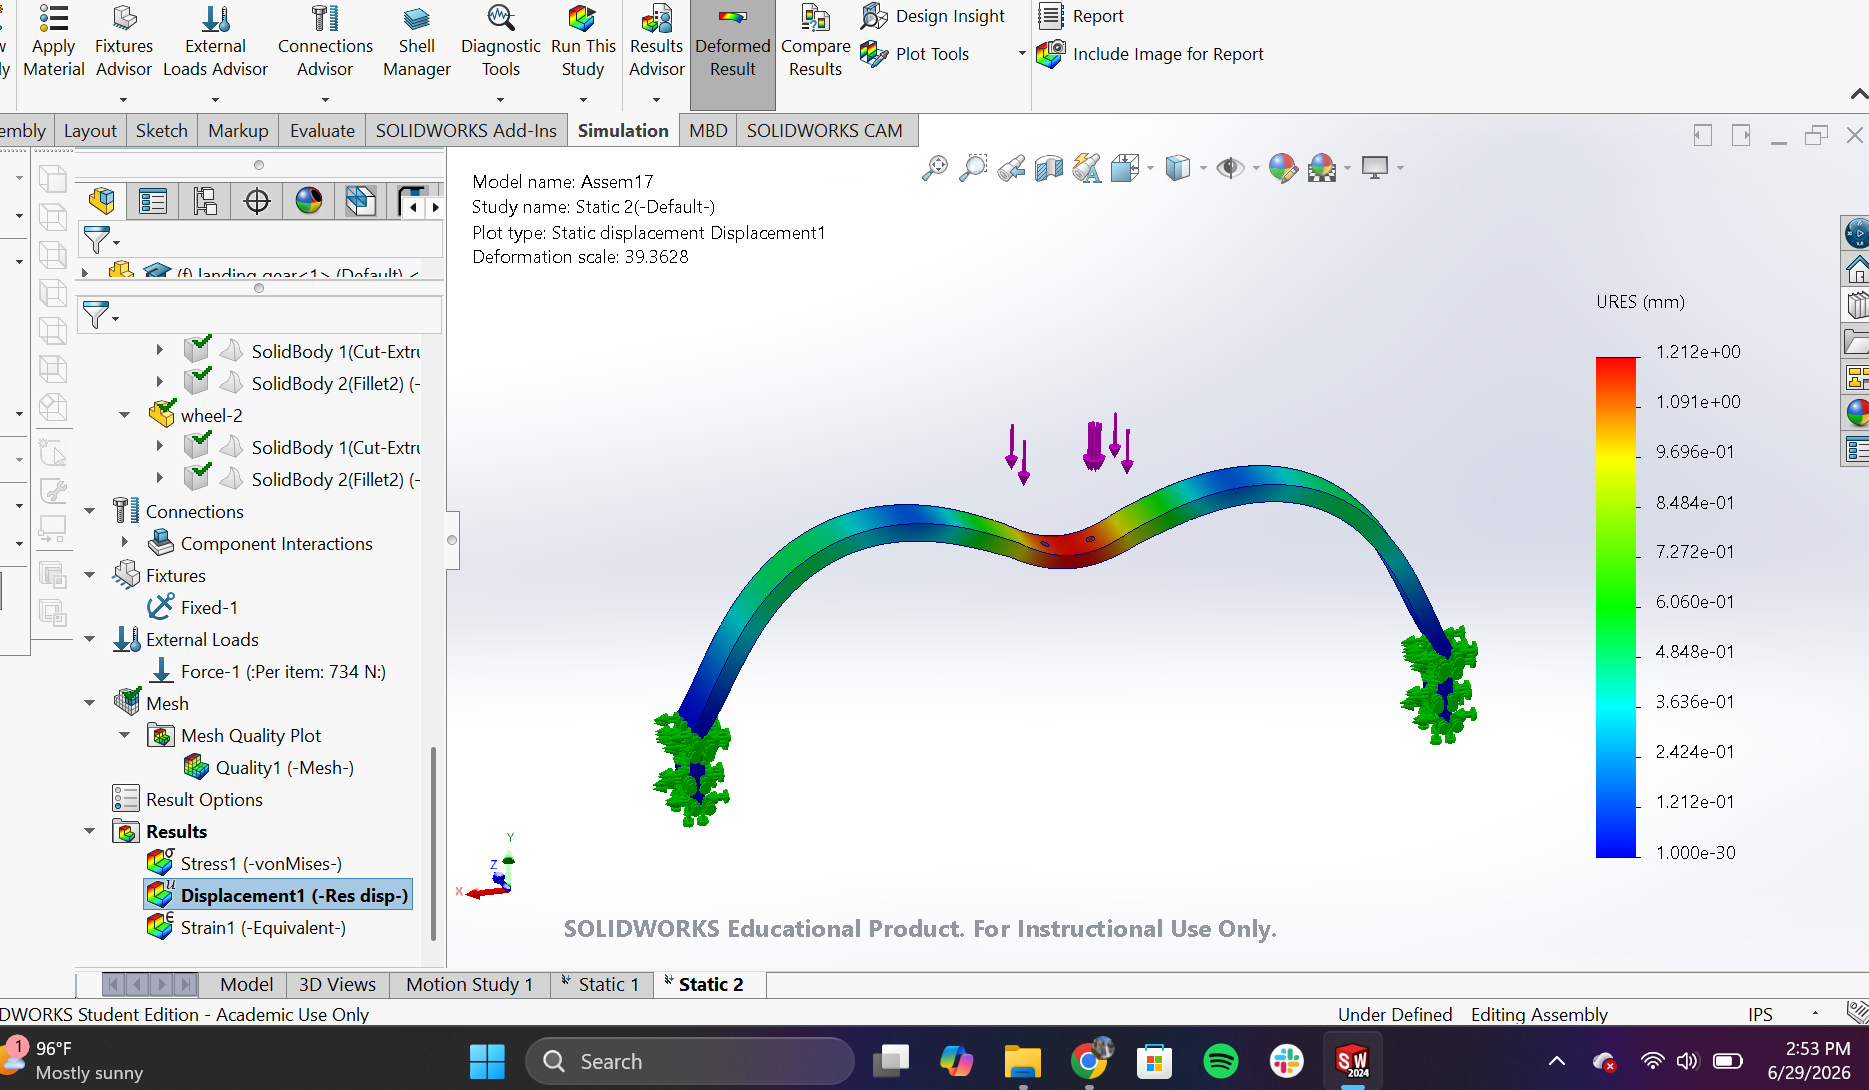 Apply
Material
Fixtures
Advisor
External
Loads Advisor
Connections
Advisor
Shell
Manager
Diagnostic
Tools
Run This
Study
Results
Advisor
Deformed
Result
Compare
Results
Design Insight
Plot Tools
Report
Include Image for Report
embly
Layout
Sketch
Markup
Evaluate
SOLIDWORKS Add-Ins
Simulation
MBD
SOLIDWORKS CAM
Model name: Assem17
Study name: Static 2(-Default-)
Plot type: Static displacement Displacement1
Deformation scale: 39.3628
(f) landing gear<1> (Default) <
SolidBody 1(Cut-Extru
SolidBody 2(Fillet2) (-
wheel-2
SolidBody 1(Cut-Extru
SolidBody 2(Fillet2) (-
Connections
Component Interactions
Fixtures
Fixed-1
External Loads
Force-1 (:Per item: 734 N:)
Mesh
Mesh Quality Plot
Quality1 (-Mesh-)
Result Options
Results
Stress1 (-vonMises-)
Displacement1 (-Res disp-)
Strain1 (-Equivalent-)
URES (mm)
1.212e+00
1.091e+00
9.696e-01
8.484e-01
7.272e-01
6.060e-01
4.848e-01
3.636e-01
2.424e-01
1.212e-01
1.000e-30
Y
Z
X
SOLIDWORKS Educational Product. For Instructional Use Only.
Model
3D Views
Motion Study 1
Static 1
Static 2
DWORKS Student Edition - Academic Use Only
Under Defined
Editing Assembly
IPS
1
96°F
Mostly sunny
Search
SW
2024
2:53 PM
6/29/2026